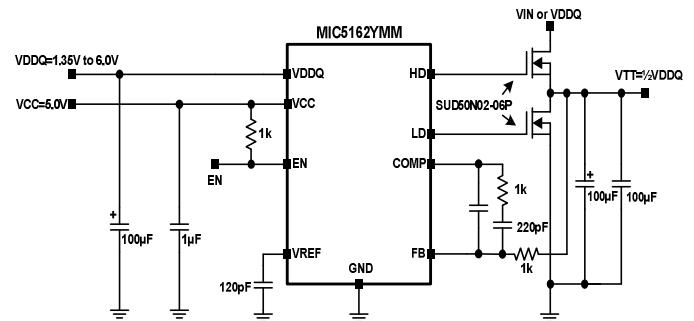 VIN or VDDQ
MIC5162YMM
VDDQ=1.35V to 6.0V
VDDQ
HD
VTT=½VDDQ
VCC=5.0V
VCC
SUD50N02-06P
1k
LD
EN
EN
COMP
1k
100µF
100µF
220pF
100µF
1µF
VREF
FB
1k
GND
120pF